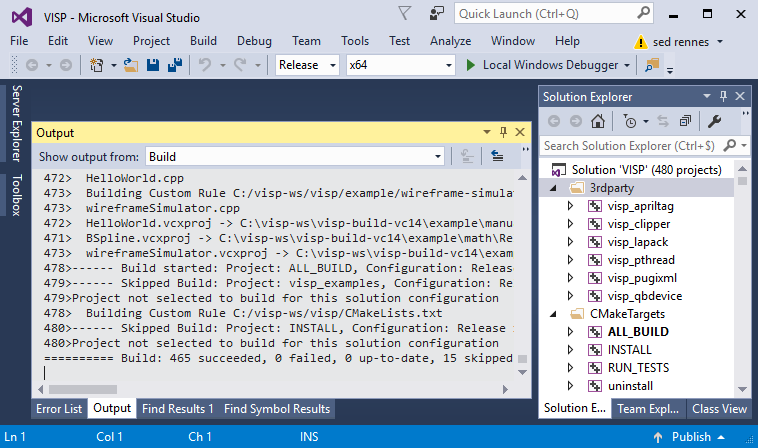 VISP - Microsoft Visual Studio
Quick Launch (Ctrl+Q)
File Edit View Project Build Debug Team Tools Test Analyze Window Help sed rennes
Release x64 Local Windows Debugger
Server Explorer
Toolbox
Output
Show output from: Build
472> HelloWorld.cpp
473> Building Custom Rule C:/visp-ws/visp/example/wireframe-simula
473> wireframeSimulator.cpp
472> HelloWorld.vcxproj -> C:\visp-ws\visp-build-vc14\example\manu
471> BSpline.vcxproj -> C:\visp-ws\visp-build-vc14\example\math\Re
473> wireframeSimulator.vcxproj -> C:\visp-ws\visp-build-vc14\exam
478>------ Build started: Project: ALL_BUILD, Configuration: Release
479>------ Skipped Build: Project: visp_examples, Configuration: Re
479>Project not selected to build for this solution configuration
478> Building Custom Rule C:/visp-ws/visp/CMakeLists.txt
480>------ Skipped Build: Project: INSTALL, Configuration: Release
480>Project not selected to build for this solution configuration
========== Build: 465 succeeded, 0 failed, 0 up-to-date, 15 skipped
Error List Output Find Results 1 Find Symbol Results
Solution Explorer
Search Solution Explorer (Ctrl+$)
Solution 'VISP' (480 projects)
3rdparty
visp_apriltag
visp_clipper
visp_lapack
visp_pthread
visp_pugixml
visp_qbdevice
CMakeTargets
ALL_BUILD
INSTALL
RUN_TESTS
uninstall
Solution E... Team Expl... Class View
Ln 1 Col 1 Ch 1 INS Publish